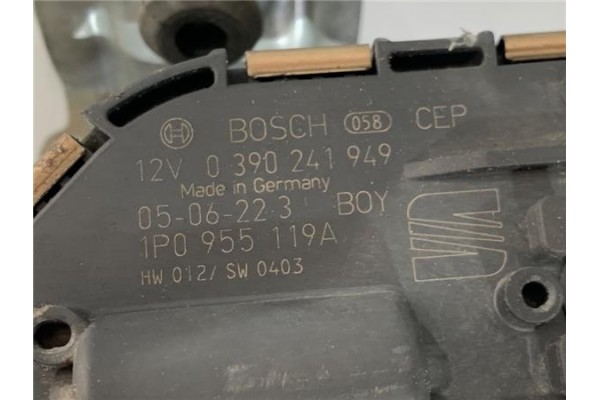 BOSCH 058 CEP
12V 0 390 241 949
Made in Germany
05-06-22 3 BOY
1P0 955 119A
HW 012/ SW 0403